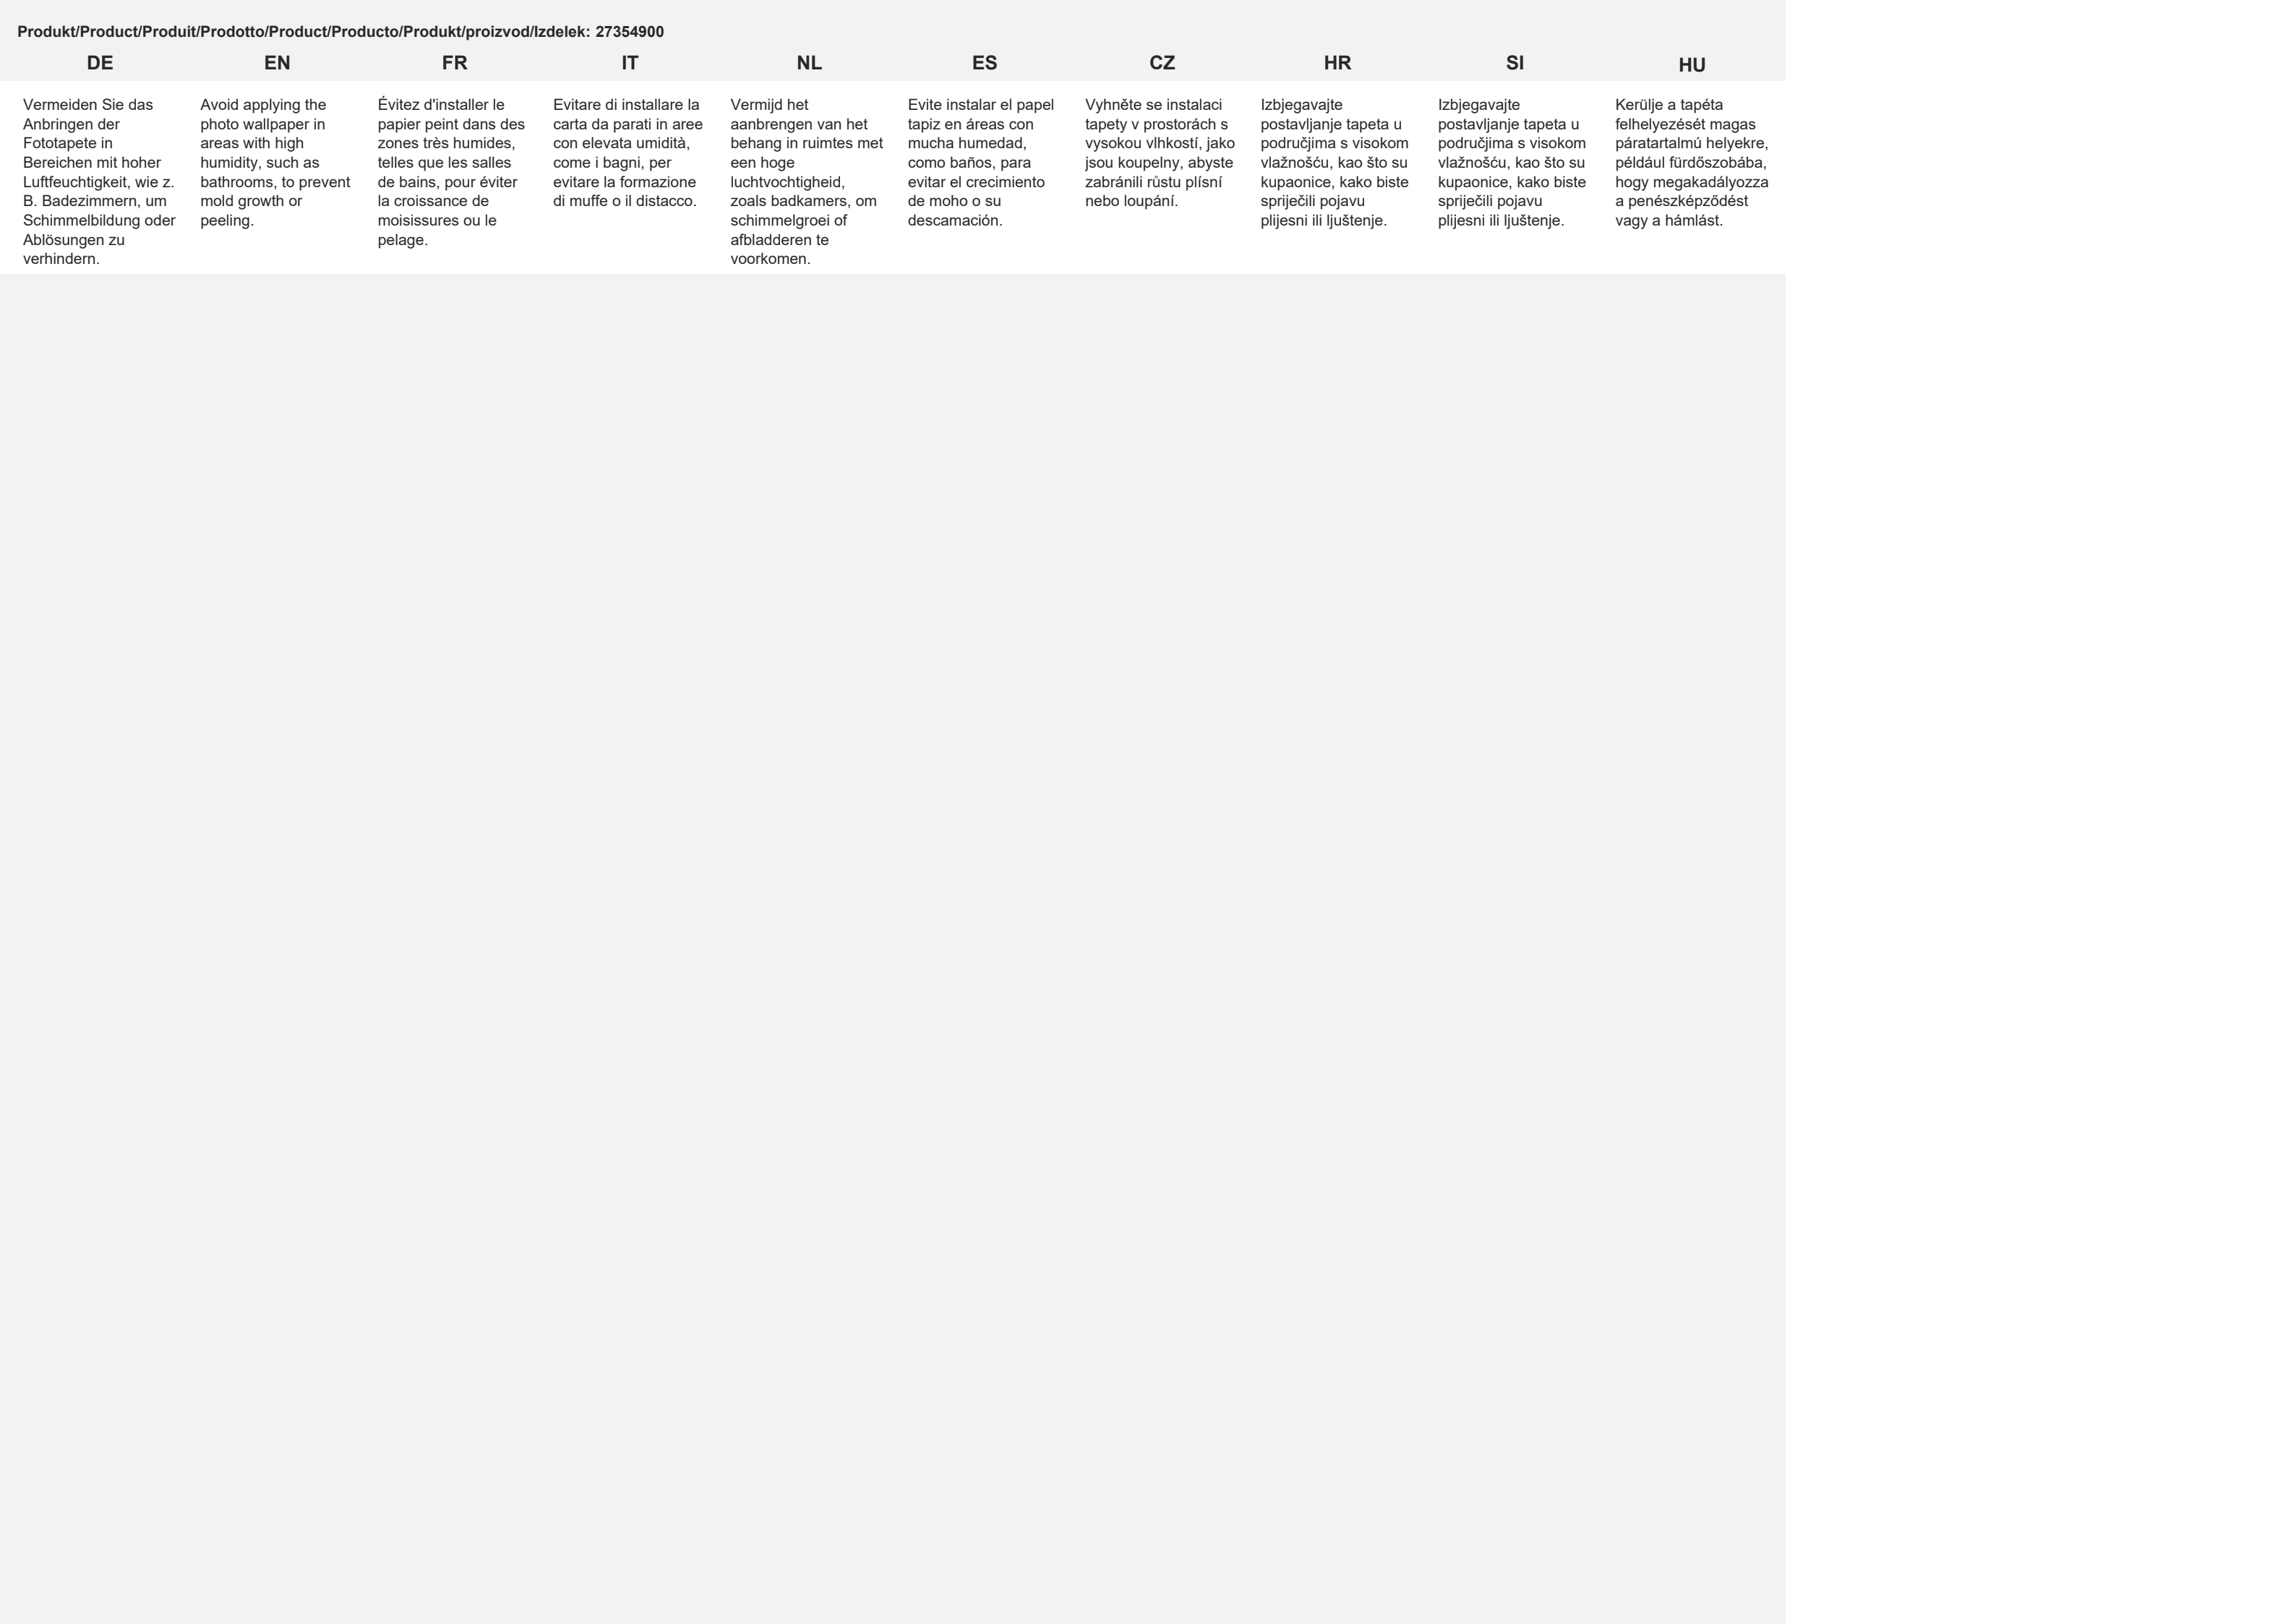 Produkt/Product/Produit/Prodotto/Product/Producto/Produkt/proizvod/Izdelek: 27354900
DE
EN
FR
IT
NL
ES
CZ
HR
SI
HU
Vermeiden Sie das
Anbringen der
Fototapete in
Bereichen mit hoher
Luftfeuchtigkeit, wie z.
B. Badezimmern, um
Schimmelbildung oder
Ablösungen zu
verhindern.
Avoid applying the
photo wallpaper in
areas with high
humidity, such as
bathrooms, to prevent
mold growth or
peeling.
Évitez d'installer le
papier peint dans des
zones très humides,
telles que les salles
de bains, pour éviter
la croissance de
moisissures ou le
pelage.
Evitare di installare la
carta da parati in aree
con elevata umidità,
come i bagni, per
evitare la formazione
di muffe o il distacco.
Vermijd het
aanbrengen van het
behang in ruimtes met
een hoge
luchtvochtigheid,
zoals badkamers, om
schimmelgroei of
afbladderen te
voorkomen.
Evite instalar el papel
tapiz en áreas con
mucha humedad,
como baños, para
evitar el crecimiento
de moho o su
descamación.
Vyhněte se instalaci
tapety v prostorách s
vysokou vlhkostí, jako
jsou koupelny, abyste
zabránili růstu plísní
nebo loupání.
Izbjegavajte
postavljanje tapeta u
područjima s visokom
vlažnošću, kao što su
kupaonice, kako biste
spriječili pojavu
plijesni ili ljuštenje.
Izbjegavajte
postavljanje tapeta u
područjima s visokom
vlažnošću, kao što su
kupaonice, kako biste
spriječili pojavu
plijesni ili ljuštenje.
Kerülje a tapéta
felhelyezését magas
páratartalmú helyekre,
például fürdőszobába,
hogy megakadályozza
a penészképződést
vagy a hámlást.